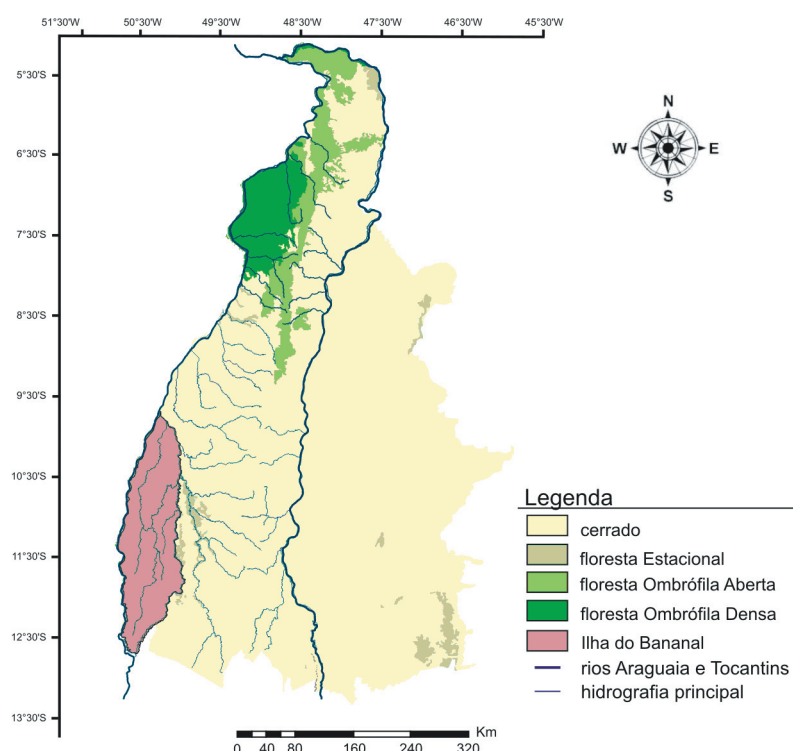 51°30'W 50°30'W 49°30'W 48°30'W 47°30'W 46°30'W 45°30'W
5°30'S
6°30'S
7°30'S
8°30'S
9°30'S
10°30'S
11°30'S
12°30'S
13°30'S
N
W E
S
Legenda
cerrado
floresta Estacional
floresta Ombrófila Aberta
floresta Ombrófila Densa
Ilha do Bananal
rios Araguaia e Tocantins
hidrografia principal
Km
0 40 80 160 240 320